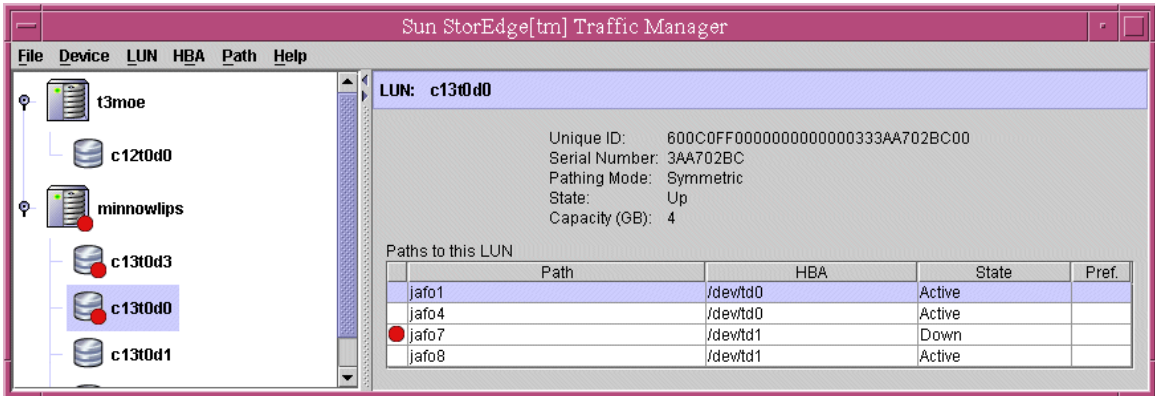 Sun StorEdge[tm] Traffic Manager
File Device LUN HBA Path Help
t3moe
c12t0d0
minnowlips
c13t0d3
c13t0d0
c13t0d1
LUN: c13t0d0
Unique ID: 600C0FF0000000000000333AA702BC00
Serial Number: 3AA702BC
Pathing Mode: Symmetric
State: Up
Capacity (GB): 4
Paths to this LUN
Path HBA State Pref.
jafo1 /dev/td0 Active
jafo4 /dev/td0 Active
jafo7 /dev/td1 Down
jafo8 /dev/td1 Active